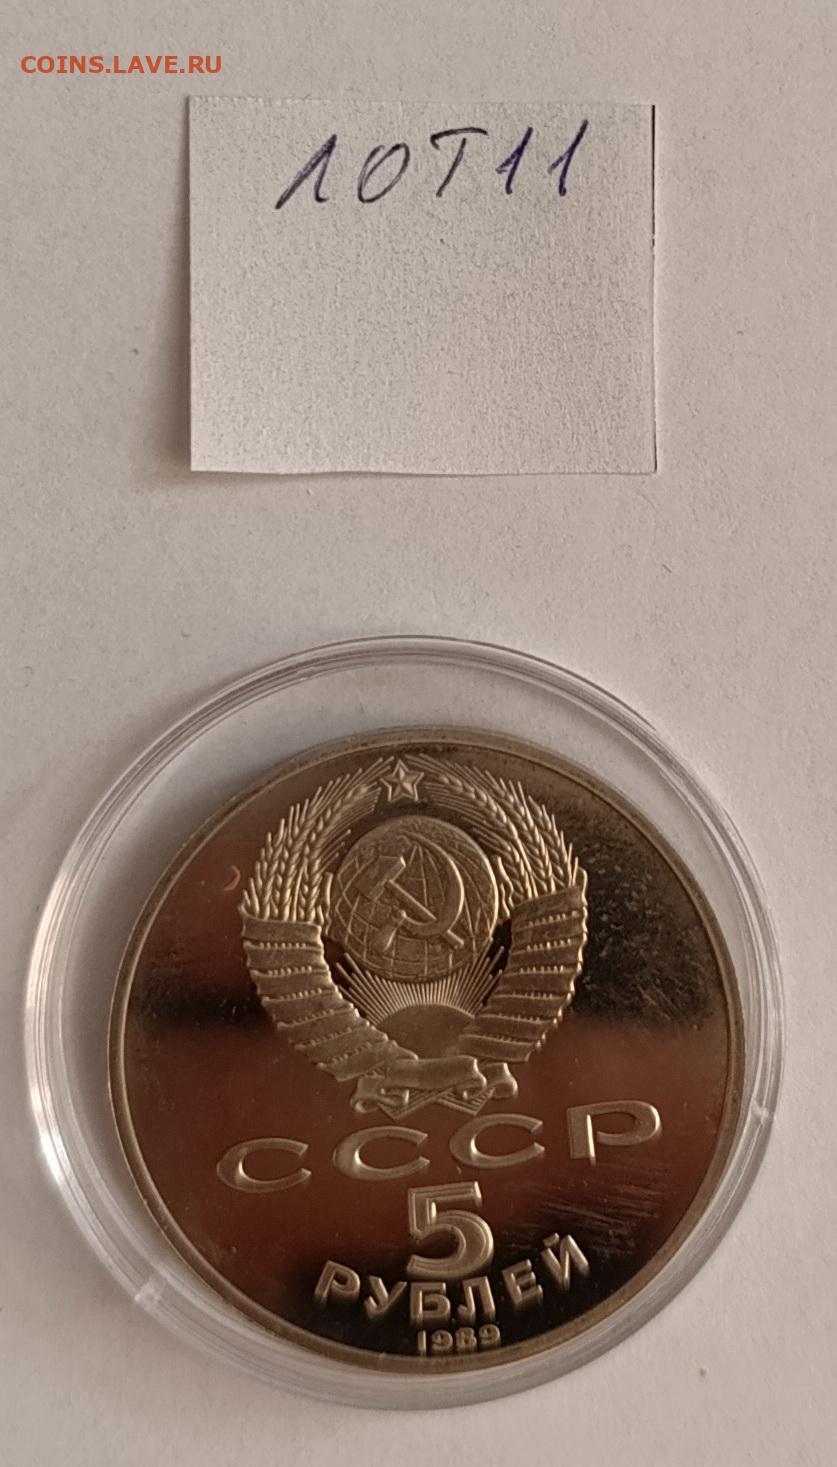 COINS.LAVE.RU
ЛОТ11
СССР
5
РУБЛЕЙ
1989